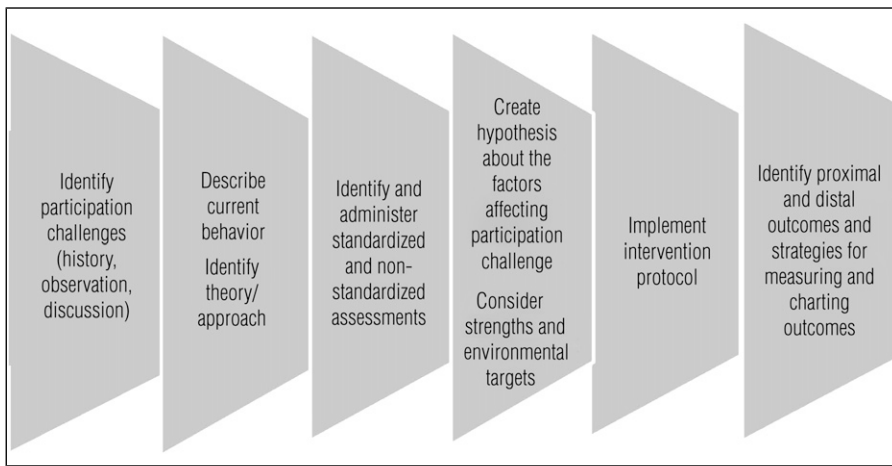 Identify
participation
challenges
(history,
observation,
discussion)
Describe
current
behavior
Identify
theory/
approach
Identify and
administer
standardized
and non-
standardized
assessments
Create
hypothesis
about the
factors
affecting
participation
challenge
Consider
strengths and
environmental
targets
Implement
intervention
protocol
Identify proximal
and distal
outcomes and
strategies for
measuring and
charting
outcomes